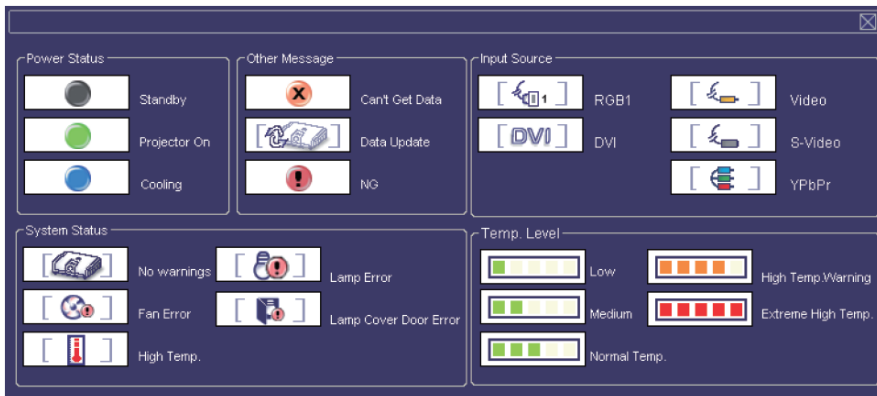 Power Status
Standby
Projector On
Cooling
Other Message
Can't Get Data
Data Update
NG
Input Source
1
RGB1
Video
DVI
DVI
S-Video
YPbPr
System Status
No warnings
Lamp Error
Fan Error
Lamp Cover Door Error
High Temp.
Temp. Level
Low
High Temp.Warning
Medium
Extreme High Temp.
Normal Temp.